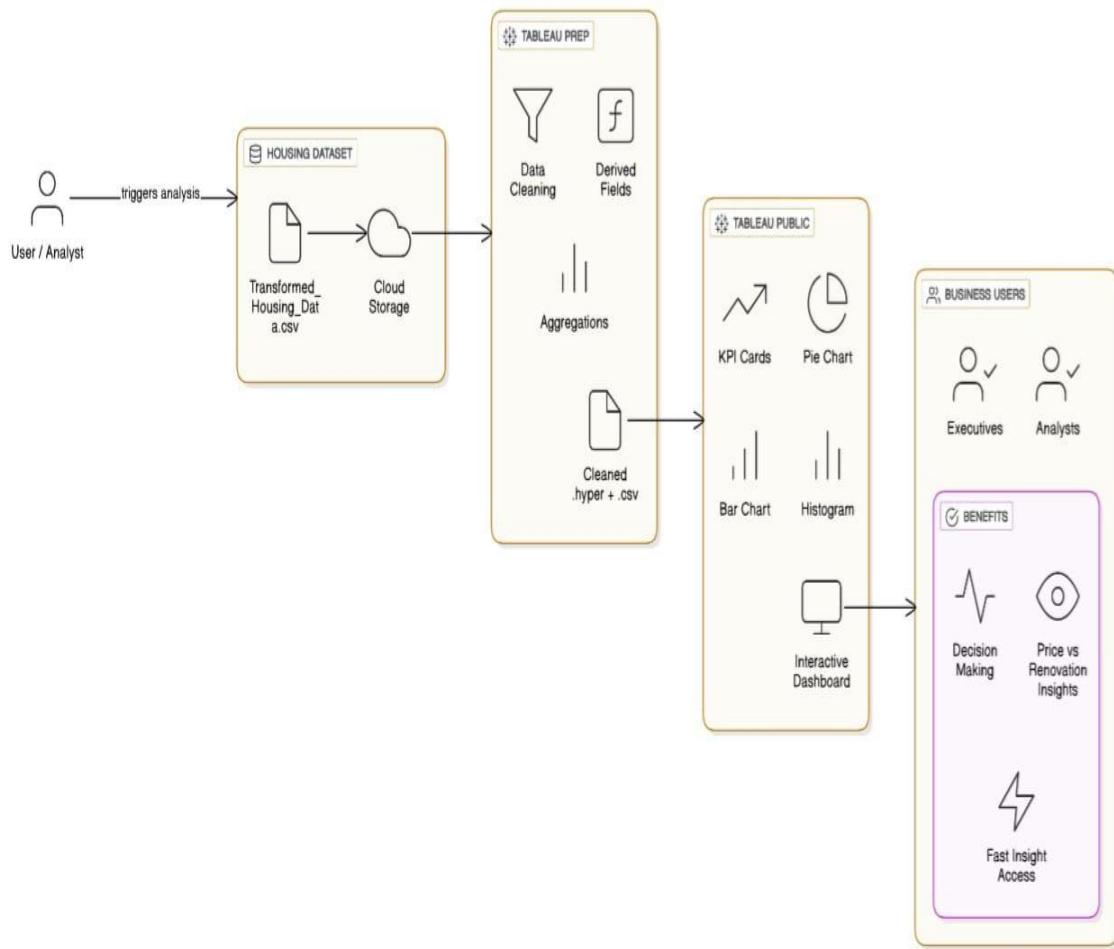 TABLEAU PREP
Data
Cleaning
Derived
Fields
HOUSING DATASET
triggers analysis
User / Analyst
Transformed_
Housing_Dat
a.csv
Cloud
Storage
Aggregations
Cleaned
.hyper + .csv
TABLEAU PUBLIC
KPI Cards
Pie Chart
Bar Chart
Histogram
Interactive
Dashboard
BUSINESS USERS
Executives
Analysts
BENEFITS
Decision
Making
Price vs
Renovation
Insights
Fast Insight
Access